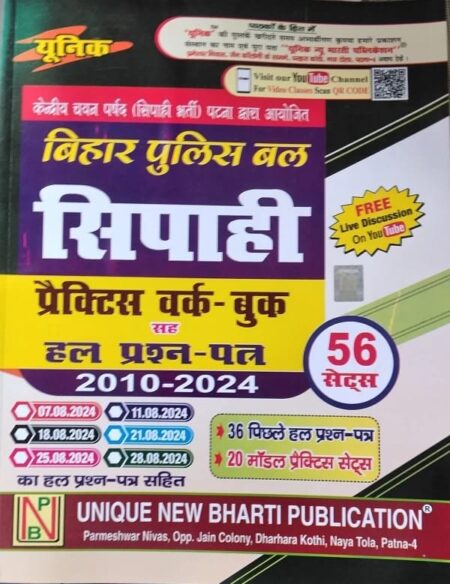 यूनिक
पाठकों के हित में
Visit our YouTube Channel
For Video Classes Scan QR CODE
केन्द्रीय चयन पर्षद (सिपाही भर्ती) पटना द्वारा आयोजित
बिहार पुलिस बल
सिपाही
FREE
Live Discussion
On YouTube
प्रैक्टिस वर्क-बुक
सह
हल प्रश्न-पत्र
2010-2024
56
सेट्स
07.08.2024 11.08.2024
18.08.2024 21.08.2024
25.08.2024 28.08.2024
का हल प्रश्न-पत्र सहित
36 पिछले हल प्रश्न-पत्र
20 मॉडल प्रैक्टिस सेट्स
NPB
UNIQUE NEW BHARTI PUBLICATION®
Parmeshwar Nivas, Opp. Jain Colony, Dharhara Kothi, Naya Tola, Patna-4